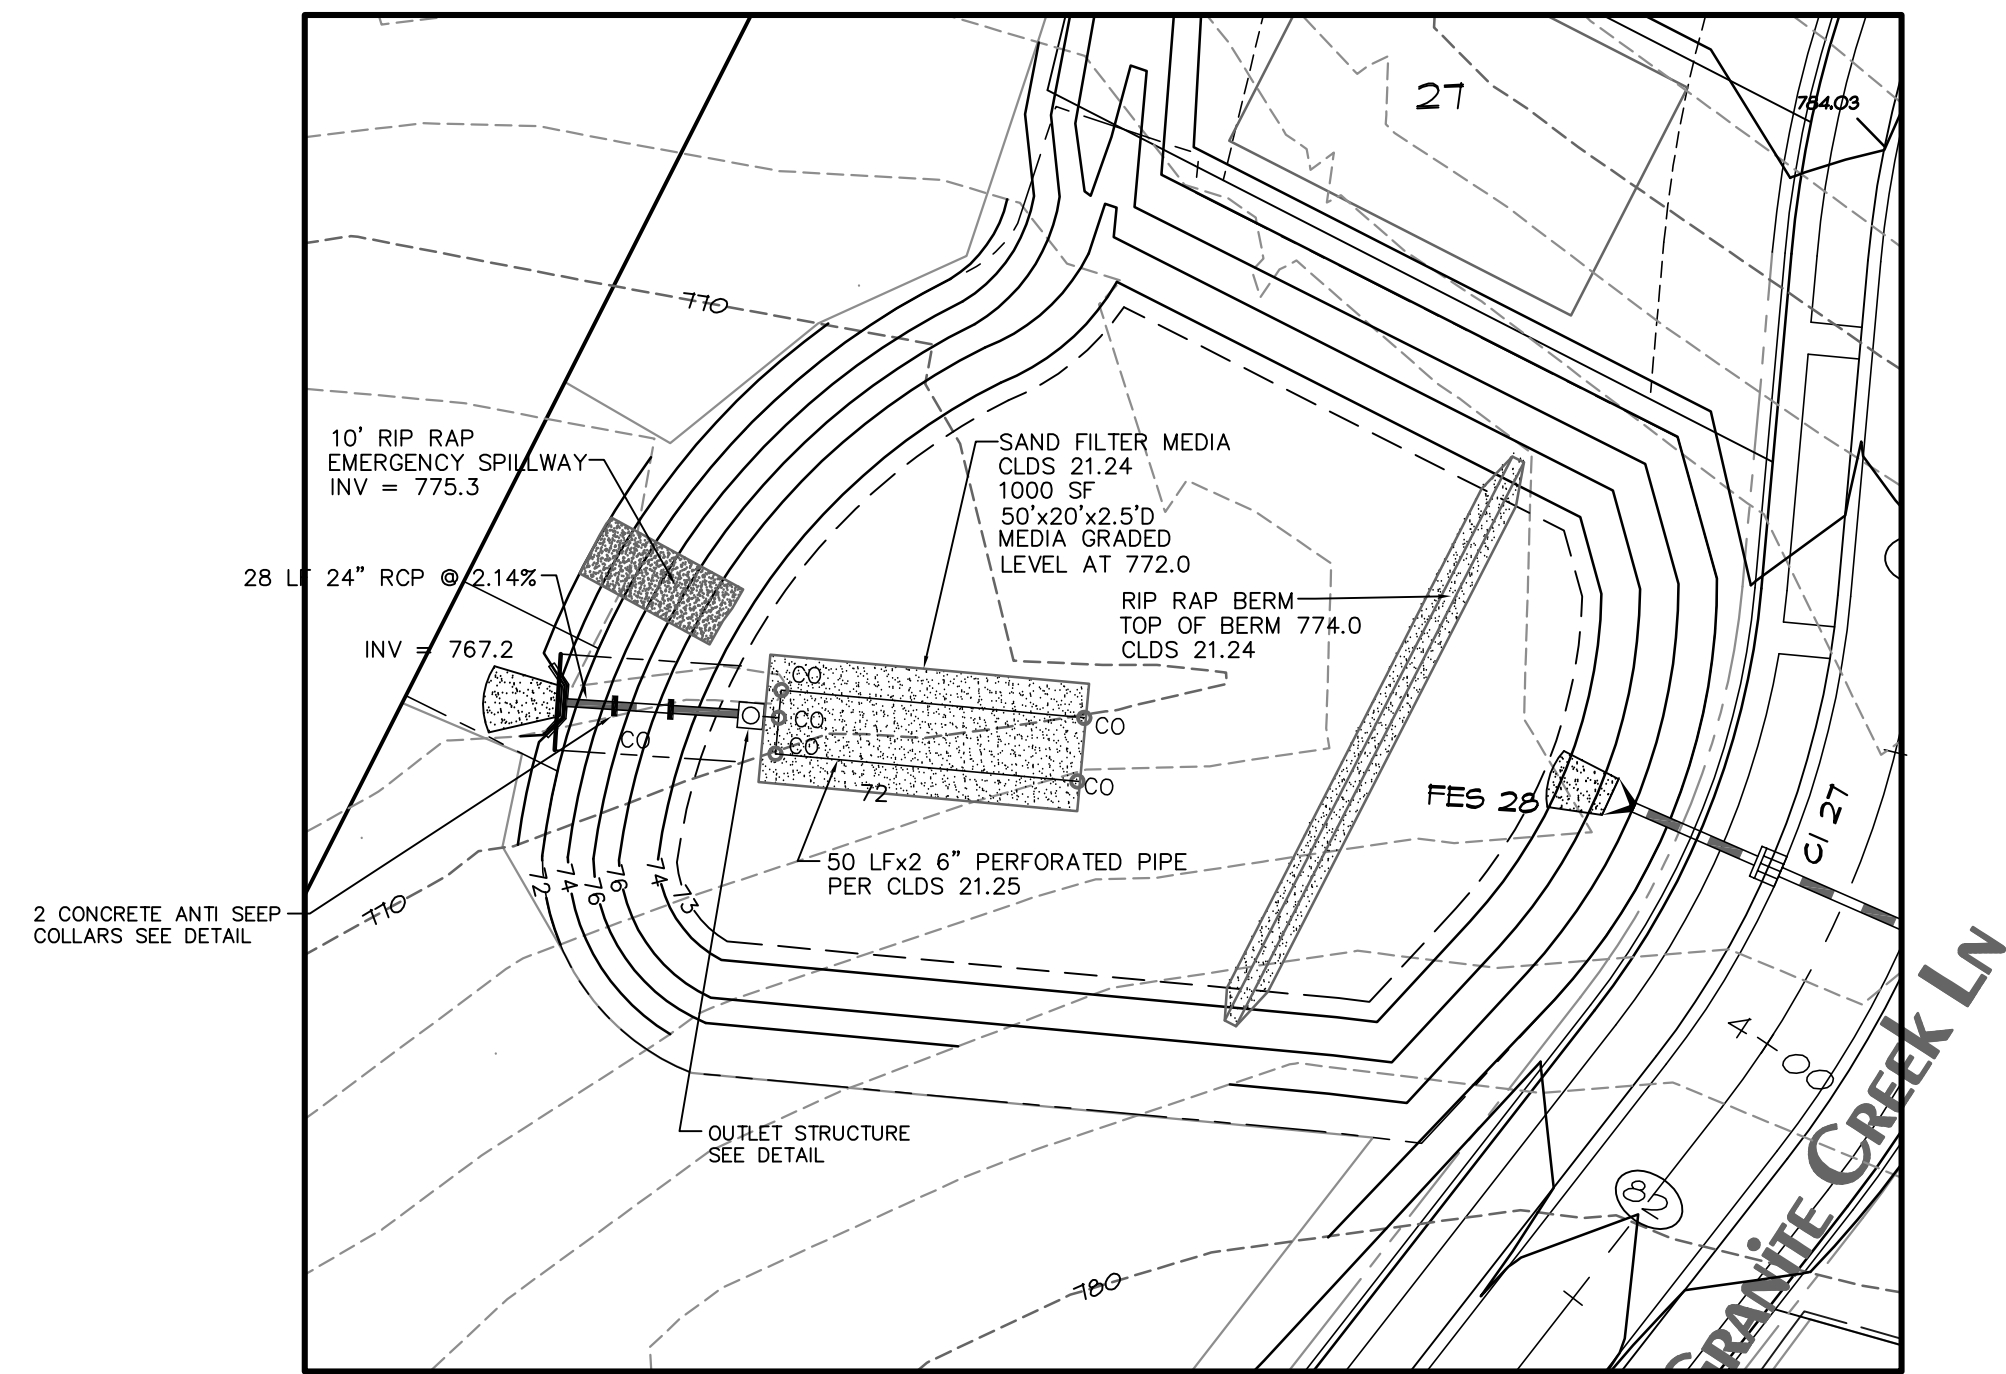 27
784.03
770
10' RIP RAP
EMERGENCY SPILLWAY
INV = 775.3
SAND FILTER MEDIA
CLDS 21.24
1000 SF
50'x20'x2.5'D
MEDIA GRADED
LEVEL AT 772.0
28 LF 24" RCP @ 2.14%
RIP RAP BERM
TOP OF BERM 774.0
CLDS 21.24
INV = 767.2
CO
CO
CO
CO
CO
CO
72
FES 28
CI 27
50 LFx2 6" PERFORATED PIPE
PER CLDS 21.25
72
74
76
76
74
73
770
2 CONCRETE ANTI SEEP
COLLARS SEE DETAIL
4+00
OUTLET STRUCTURE
SEE DETAIL
82
780
GRANITE CREEK LN